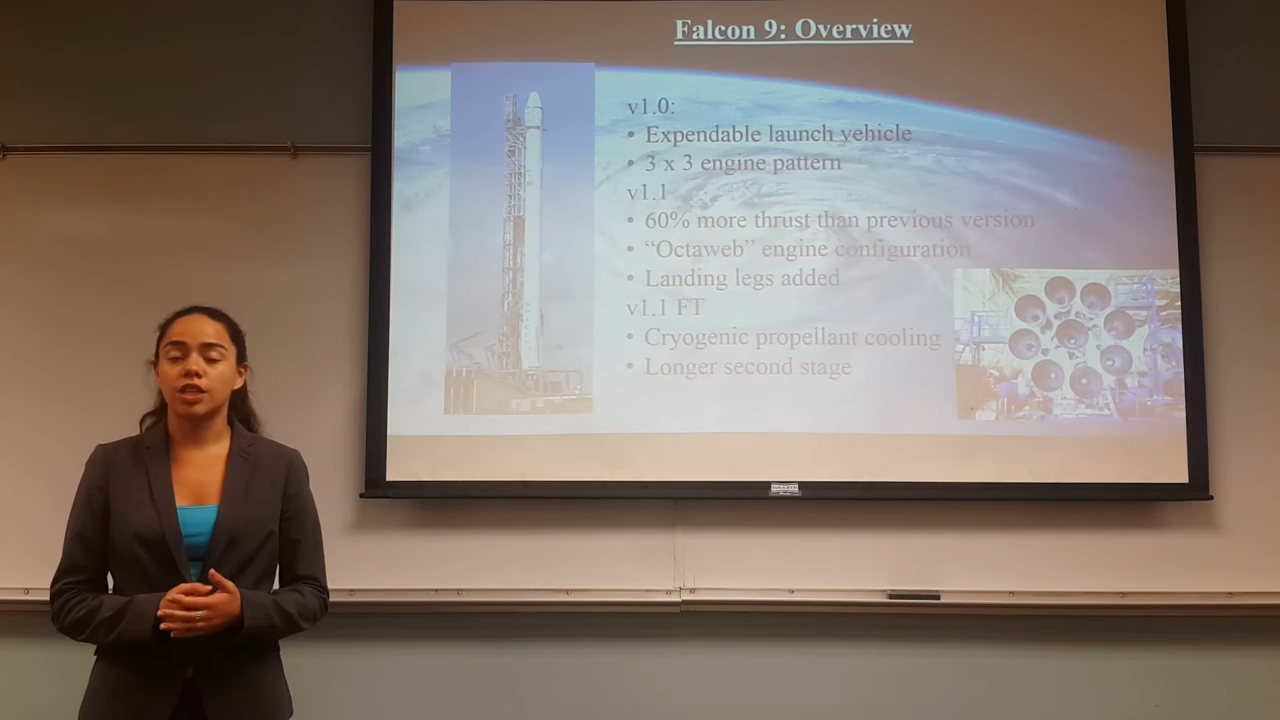 Falcon 9: Overview
v1.0:
• Expendable launch vehicle
• 3 x 3 engine pattern
v1.1
• 60% more thrust than previous version
• “Octaweb” engine configuration
• Landing legs added
v1.1 FT
• Cryogenic propellant cooling
• Longer second stage